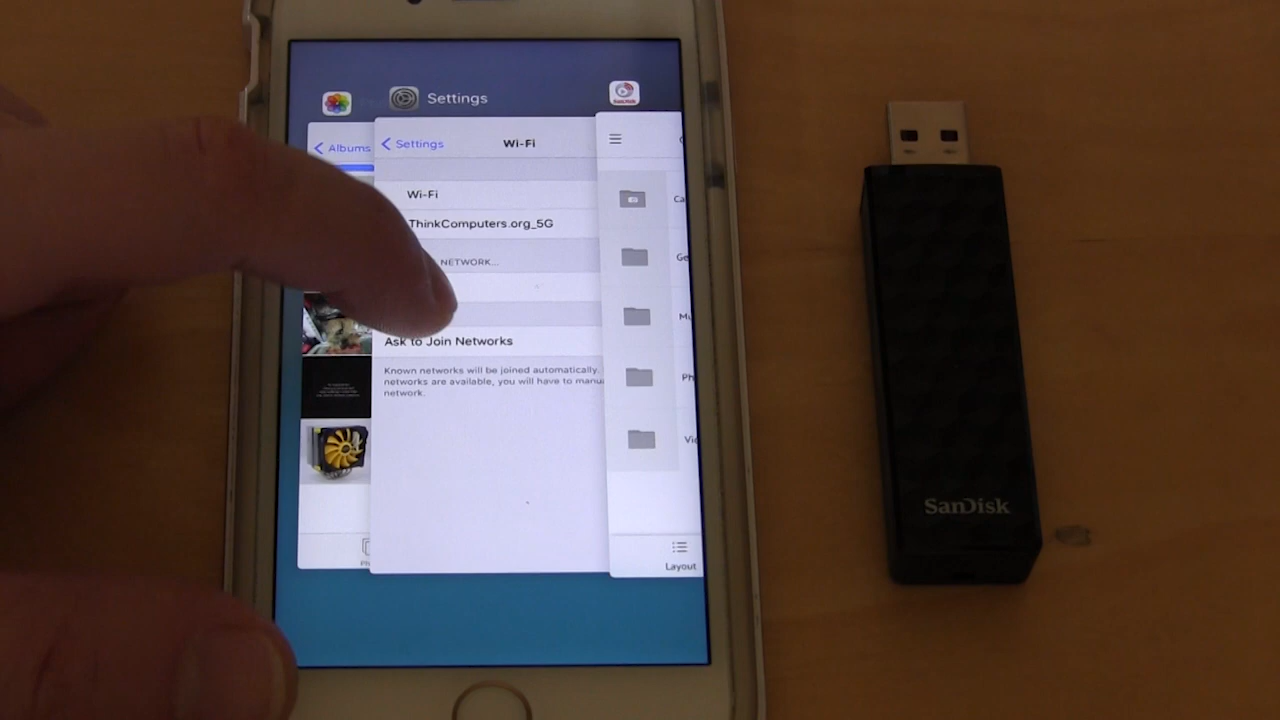 Settings
SanDisk
Albums
Settings
Wi-Fi
Wi-Fi
ThinkComputers.org_5G
NETWORK...
Ask to Join Networks
Known networks will be joined automatically.
networks are available, you will have to
network.
Layout
SanDisk